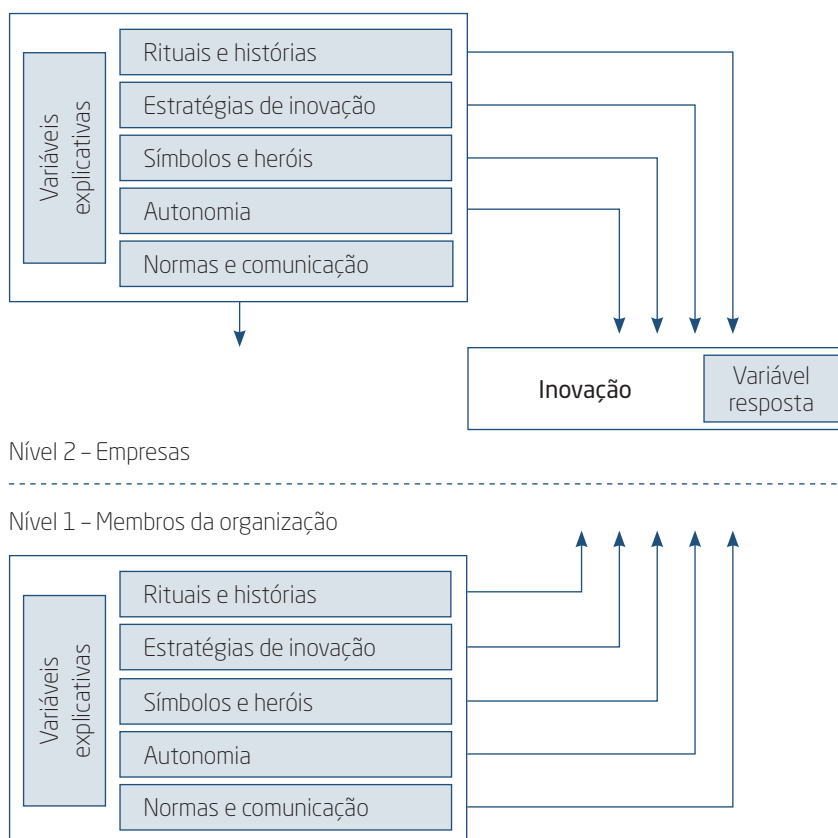 Variáveis
explicativas
Rituais e histórias
Estratégias de inovação
Símbolos e heróis
Autonomia
Normas e comunicação
Inovação
Variável
resposta
Nível 2 – Empresas
Nível 1 – Membros da organização
Variáveis
explicativas
Rituais e histórias
Estratégias de inovação
Símbolos e heróis
Autonomia
Normas e comunicação